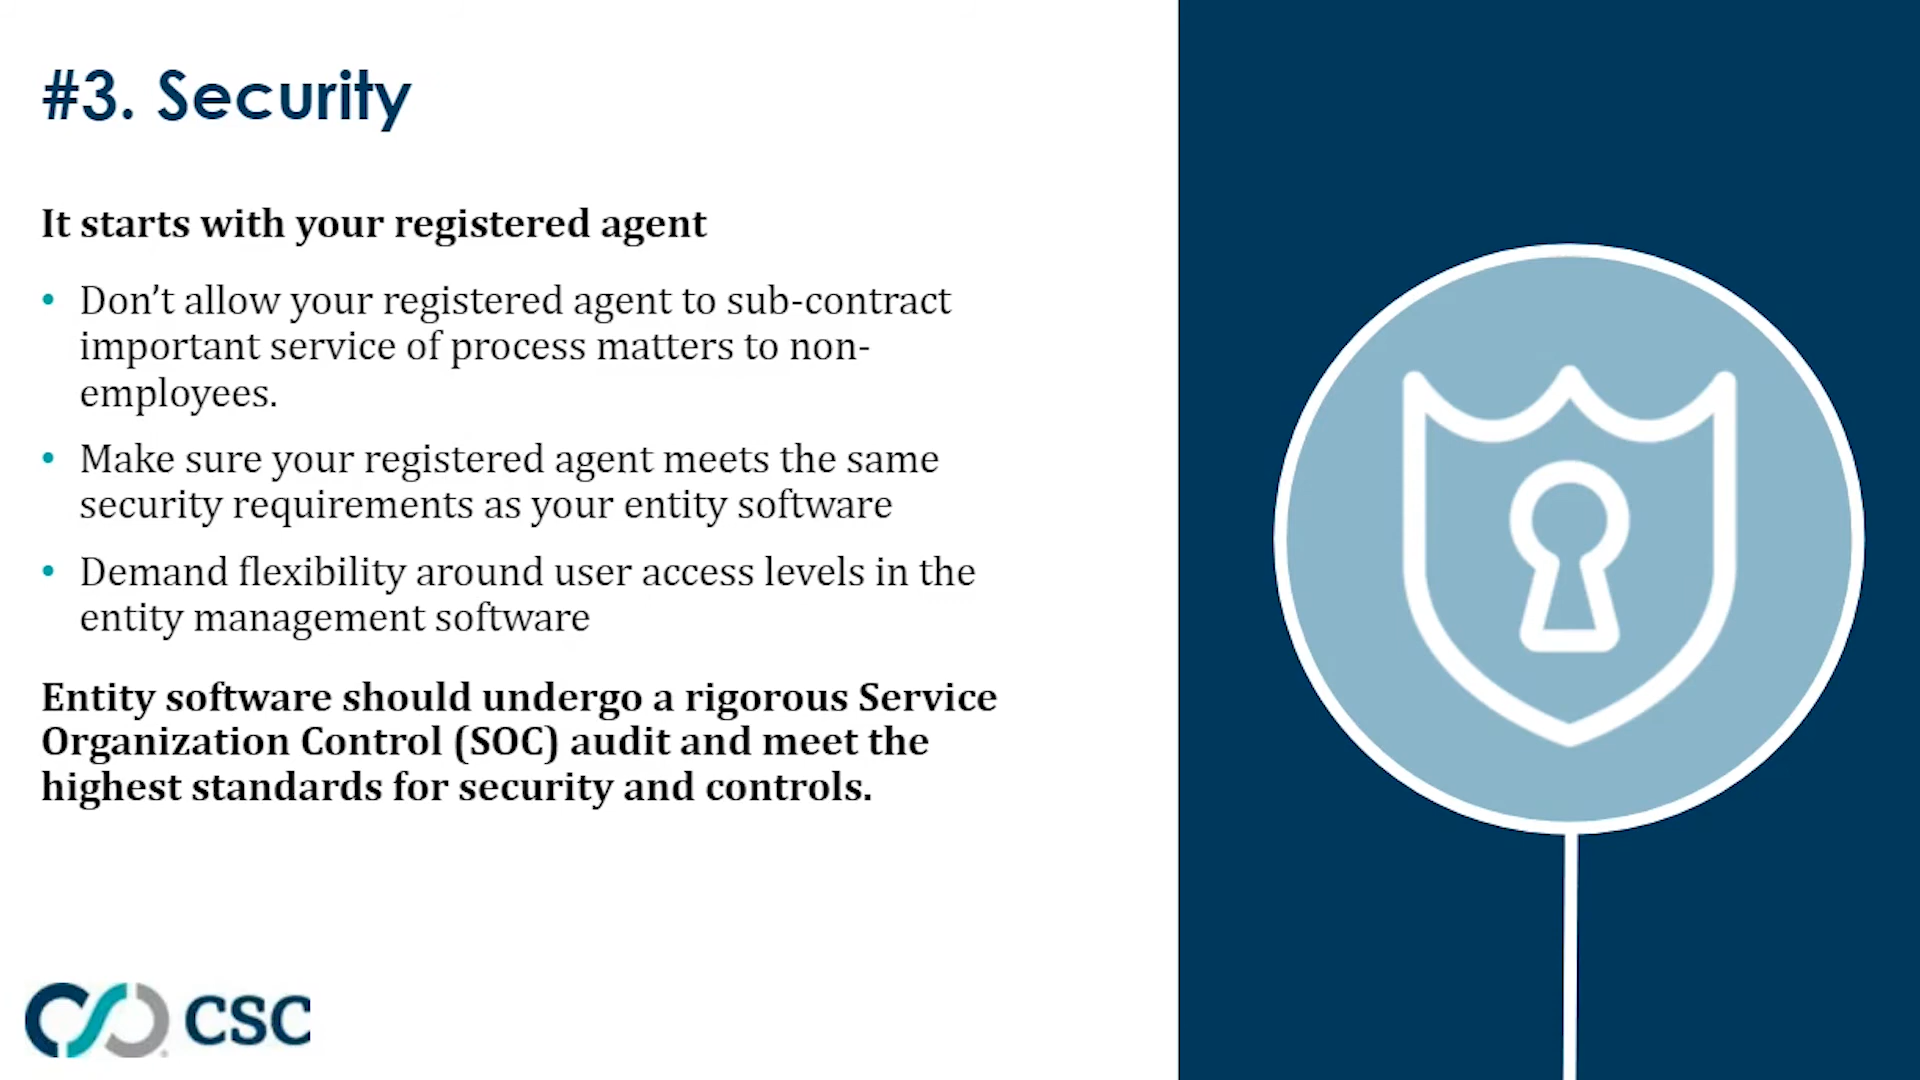 #3. Security
It starts with your registered agent
• Don’t allow your registered agent to sub-contract
important service of process matters to non-
employees.
• Make sure your registered agent meets the same
security requirements as your entity software
• Demand flexibility around user access levels in the
entity management software
Entity software should undergo a rigorous Service
Organization Control (SOC) audit and meet the
highest standards for security and controls.
CSC